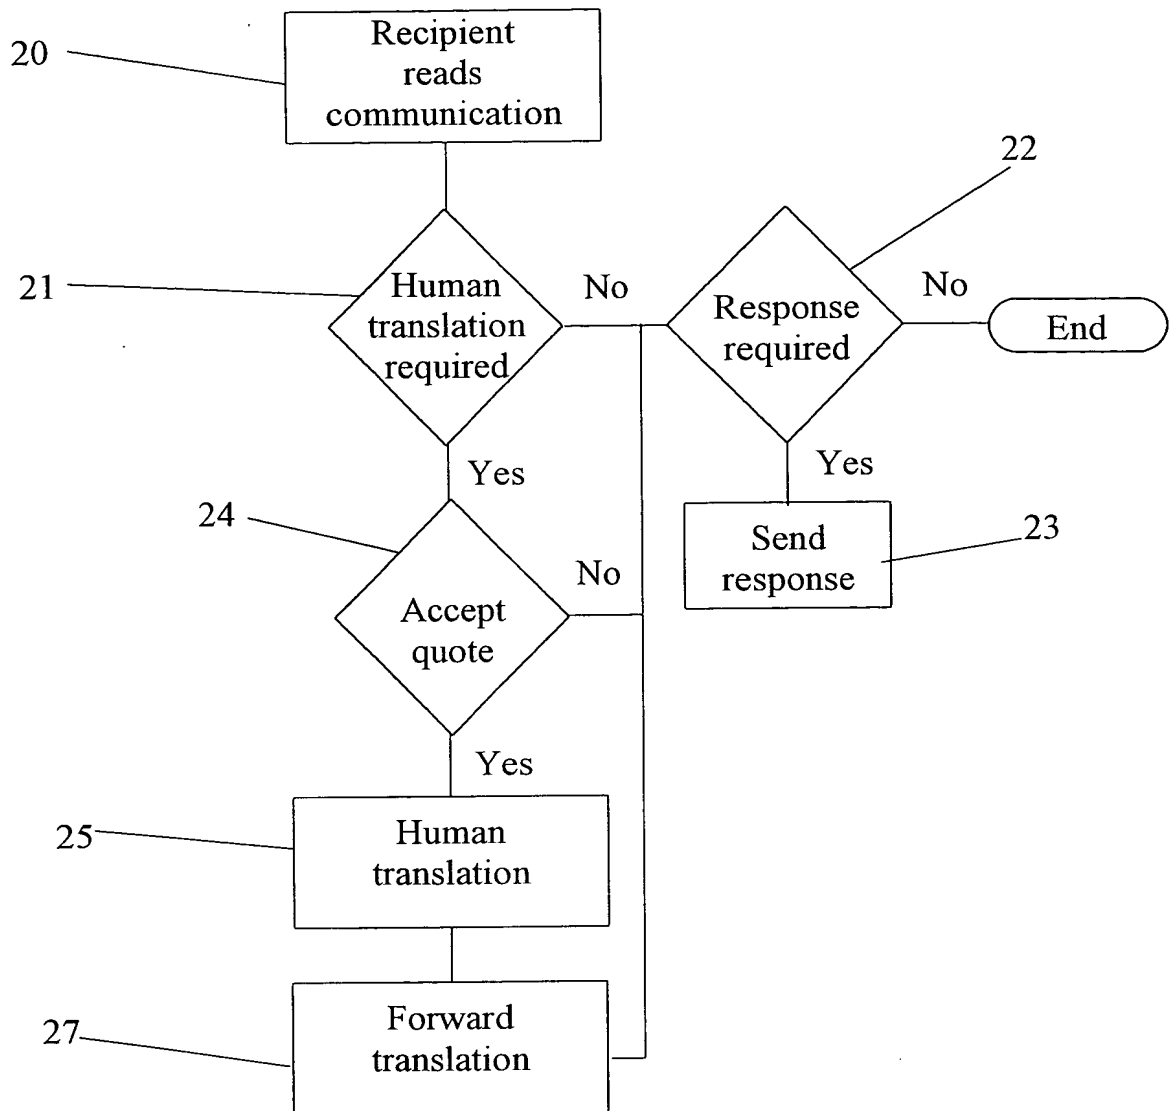 20
Recipient
reads
communication
22
21
Human
translation
required
No
Response
required
No
End
Yes
Yes
24
Accept
quote
No
Send
response
23
Yes
25
Human
translation
27
Forward
translation